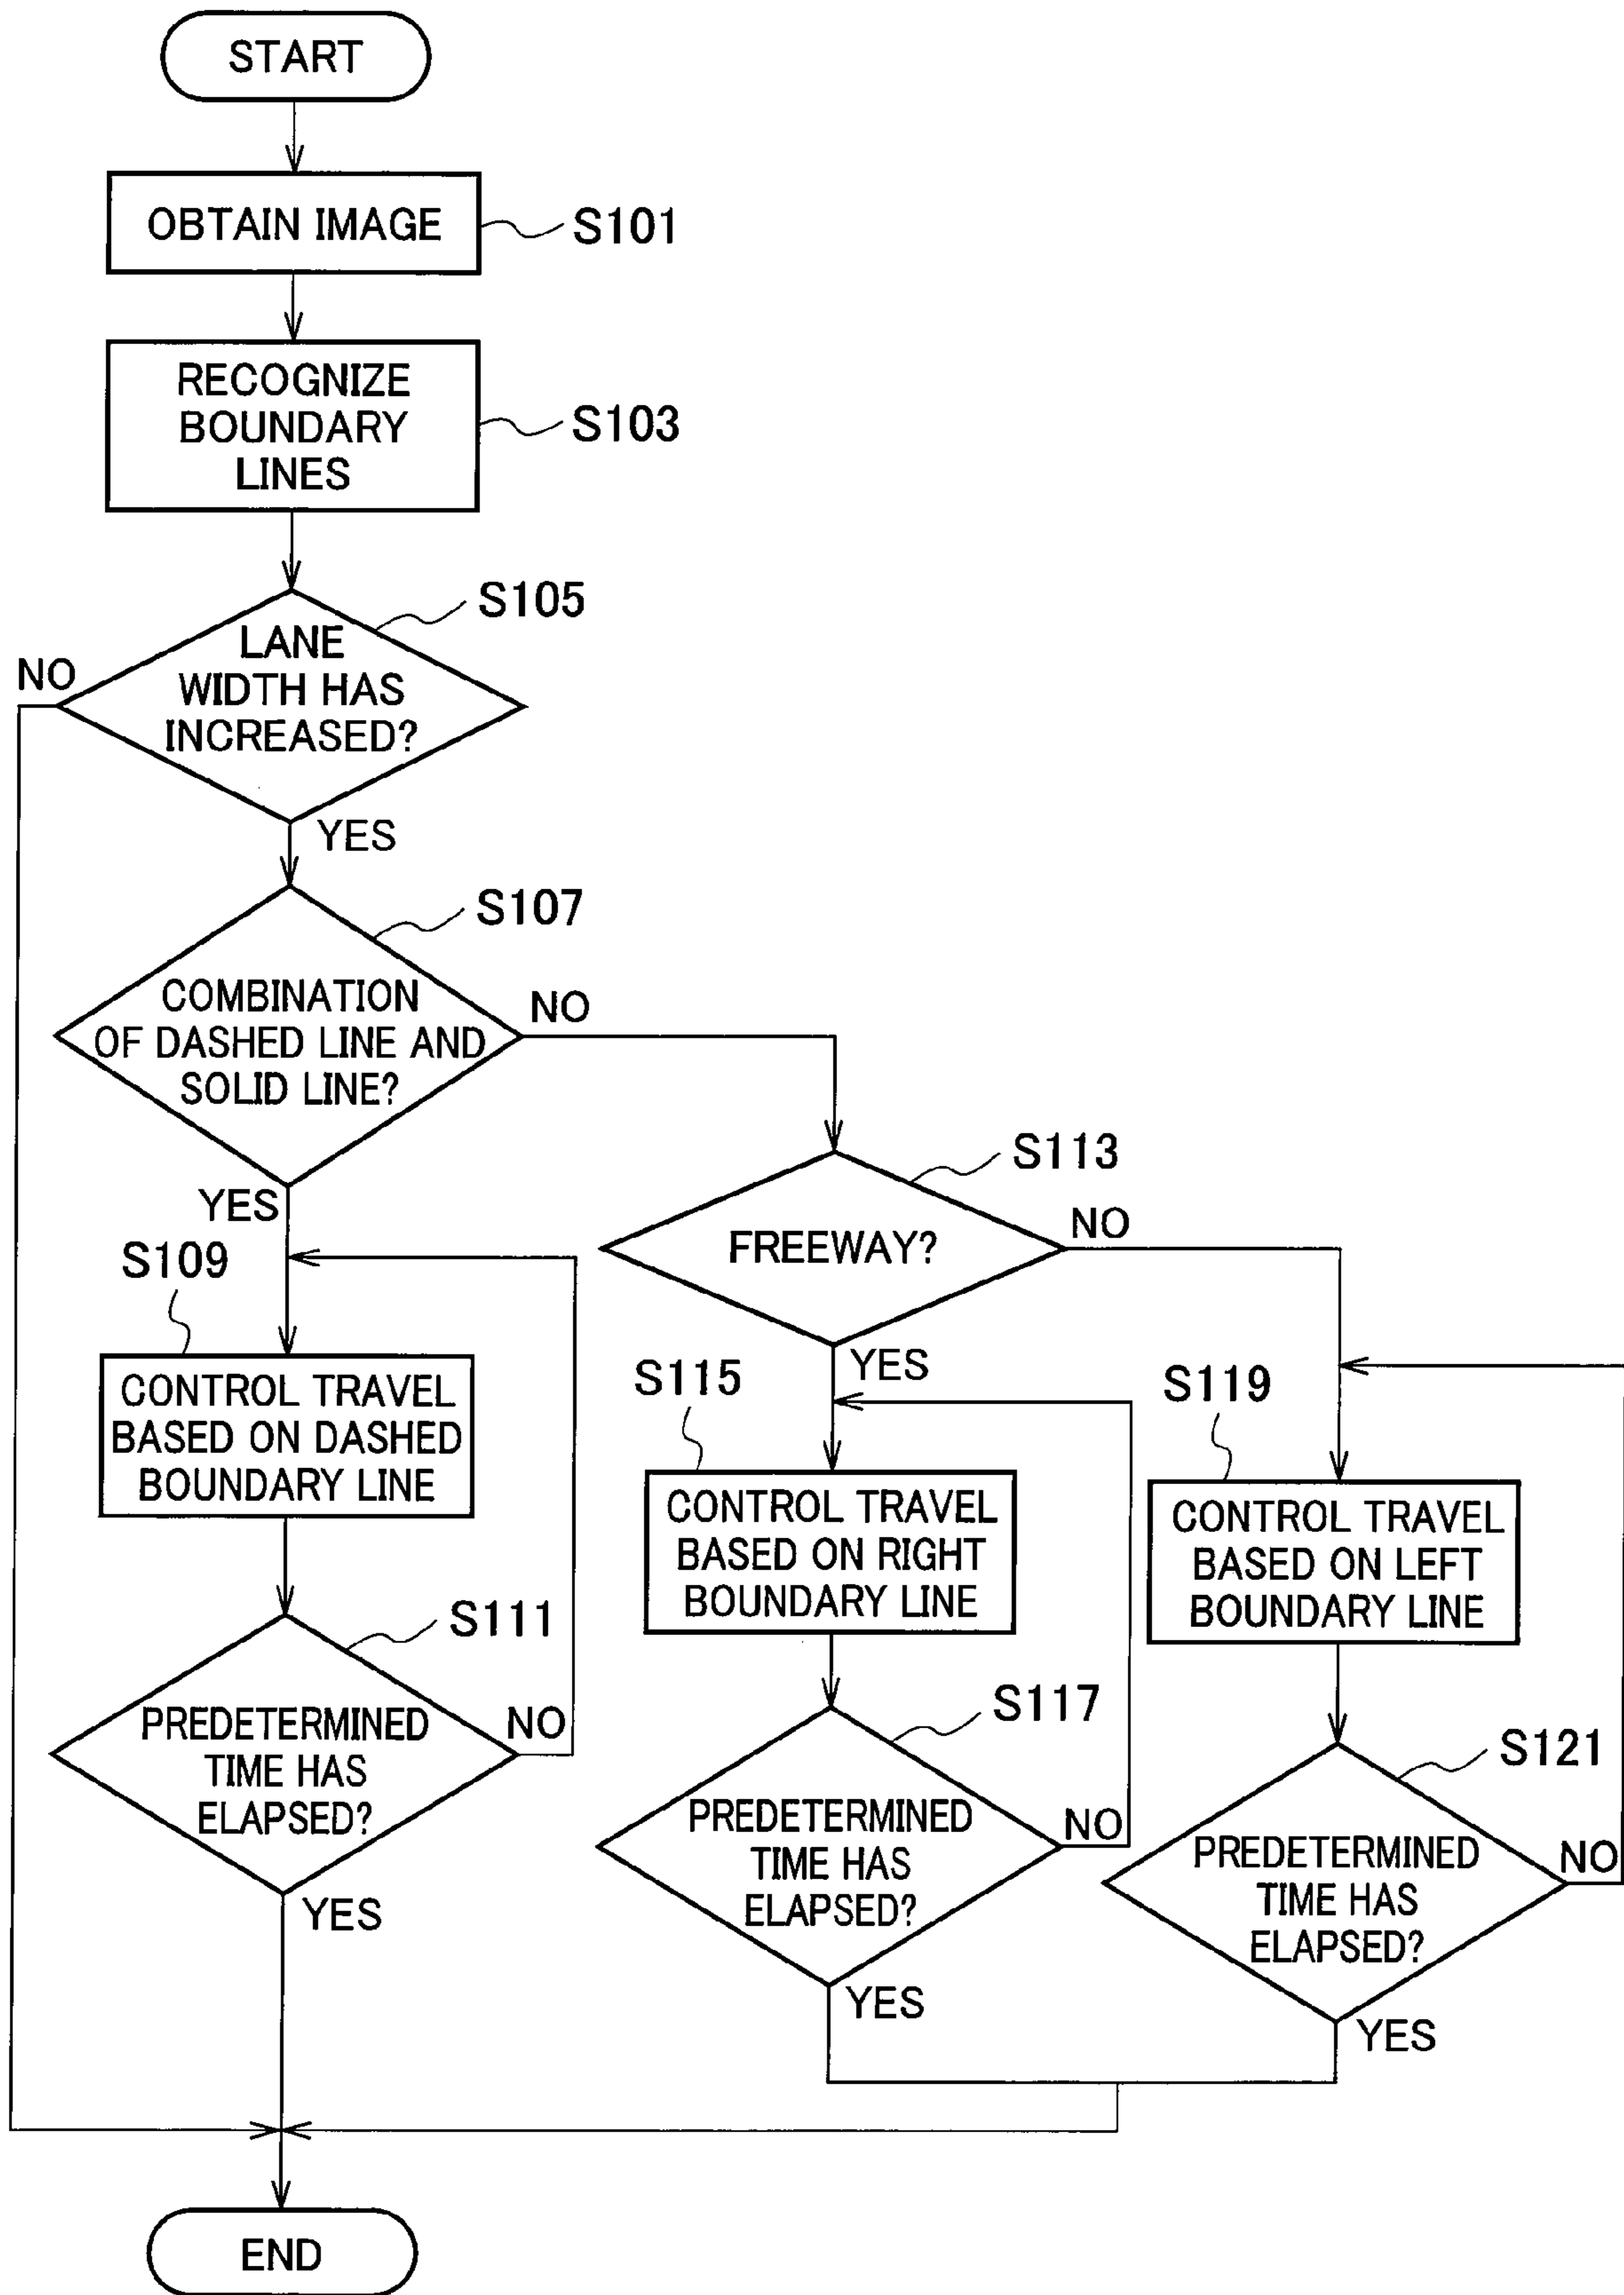 START
OBTAIN IMAGE
S101
RECOGNIZE
BOUNDARY
LINES
S103
S105
LANE
WIDTH HAS
INCREASED?
NO
YES
S107
COMBINATION
OF DASHED LINE AND
SOLID LINE?
NO
YES
S113
FREEWAY?
NO
YES
S109
CONTROL TRAVEL
BASED ON DASHED
BOUNDARY LINE
S115
CONTROL TRAVEL
BASED ON RIGHT
BOUNDARY LINE
S119
CONTROL TRAVEL
BASED ON LEFT
BOUNDARY LINE
S111
PREDETERMINED
TIME HAS
ELAPSED?
NO
YES
S117
PREDETERMINED
TIME HAS
ELAPSED?
NO
YES
S121
PREDETERMINED
TIME HAS
ELAPSED?
NO
YES
END